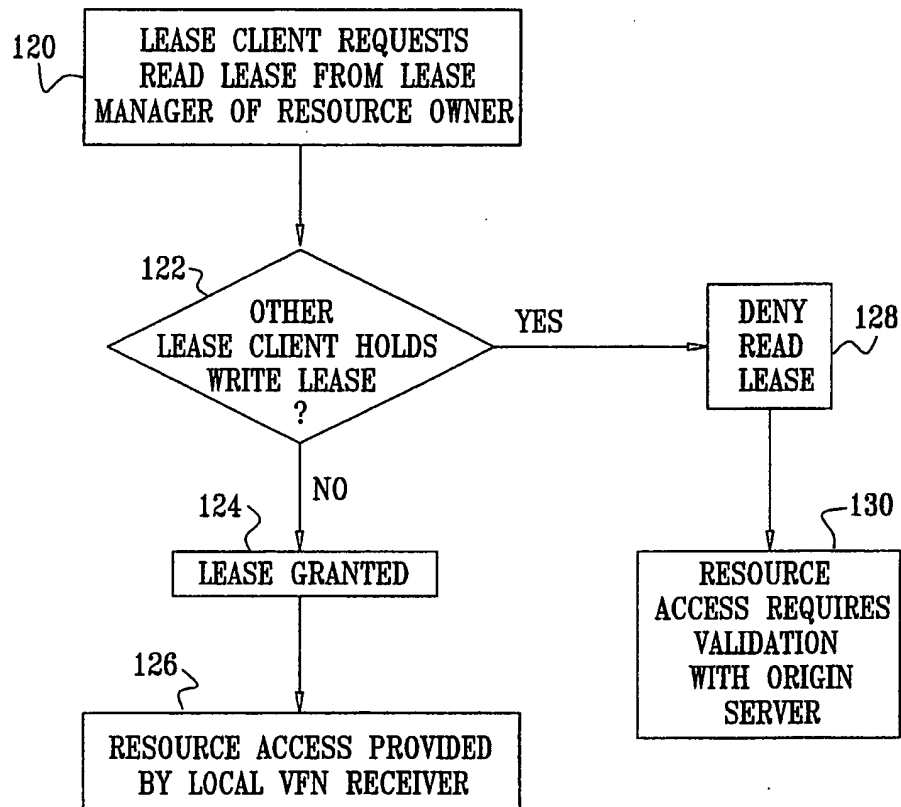 120
LEASE CLIENT REQUESTS
READ LEASE FROM LEASE
MANAGER OF RESOURCE OWNER
122
OTHER
LEASE CLIENT HOLDS
WRITE LEASE
?
YES
DENY
READ
LEASE
128
NO
124
LEASE GRANTED
130
RESOURCE
ACCESS REQUIRES
VALIDATION
WITH ORIGIN
SERVER
126
RESOURCE ACCESS PROVIDED
BY LOCAL VFN RECEIVER